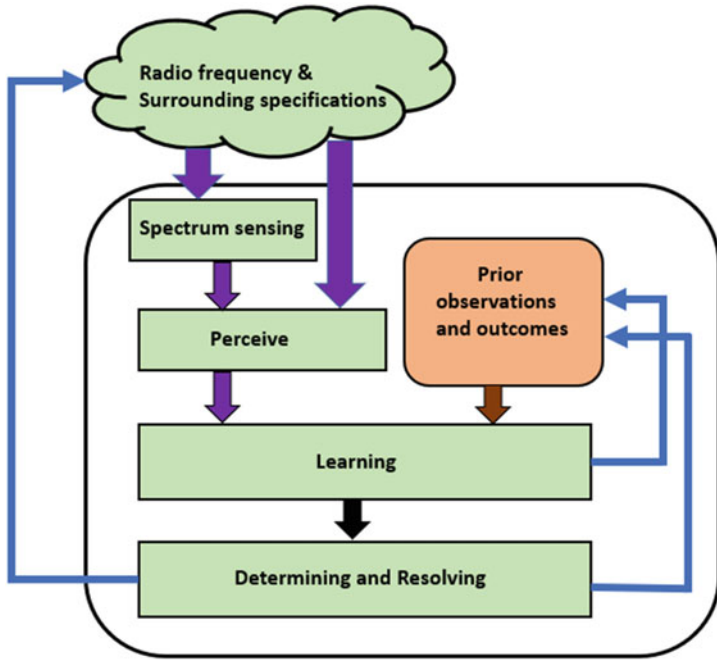 Radio frequency &
Surrounding specifications
Spectrum sensing
Prior
observations
and outcomes
Perceive
Learning
Determining and Resolving